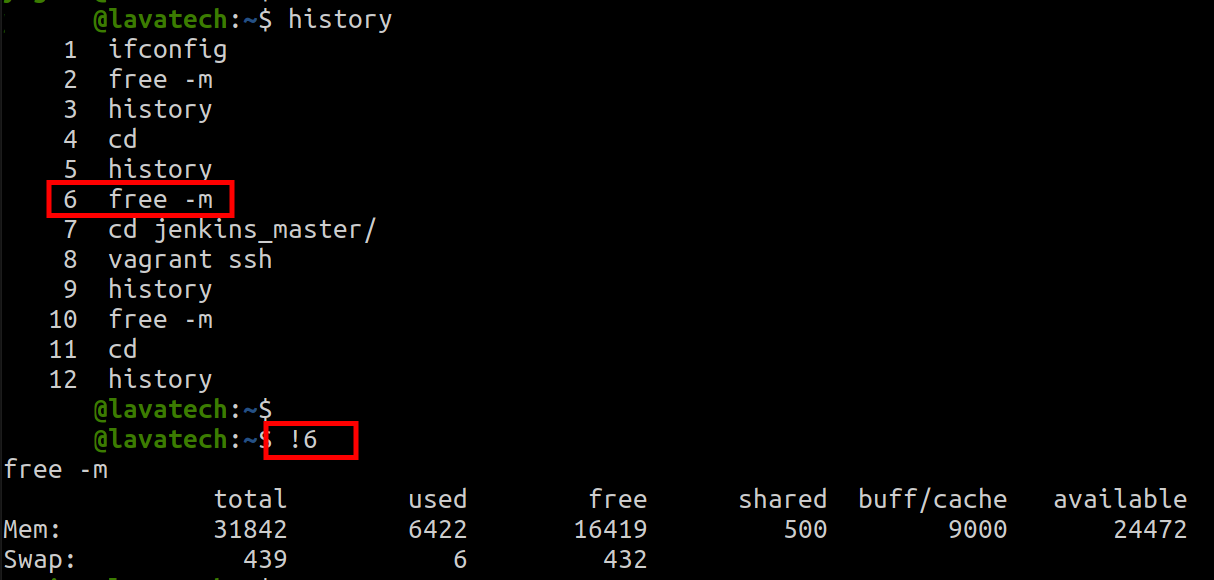 @lavatech:~$ history
1 ifconfig
2 free -m
3 history
4 cd
5 history
6 free -m
7 cd jenkins_master/
8 vagrant ssh
9 history
10 free -m
11 cd
12 history
@lavatech:~$
@lavatech:~$ !6
free -m
total used free shared buff/cache available
Mem: 31842 6422 16419 500 9000 24472
Swap: 439 6 432